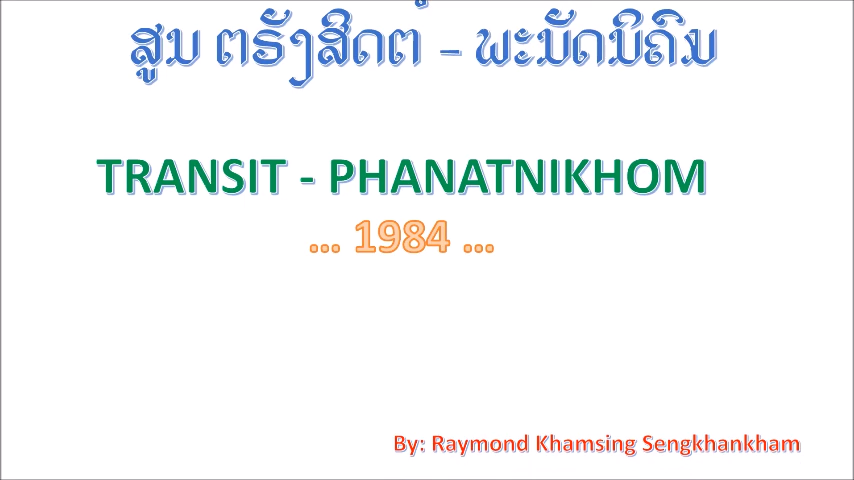 ສູນ ຕຣັງສິດຕ໌ - ພະນັດນິຄົມ
TRANSIT - PHANATNIKHOM
... 1984 ...
By: Raymond Khamsing Sengkhankham